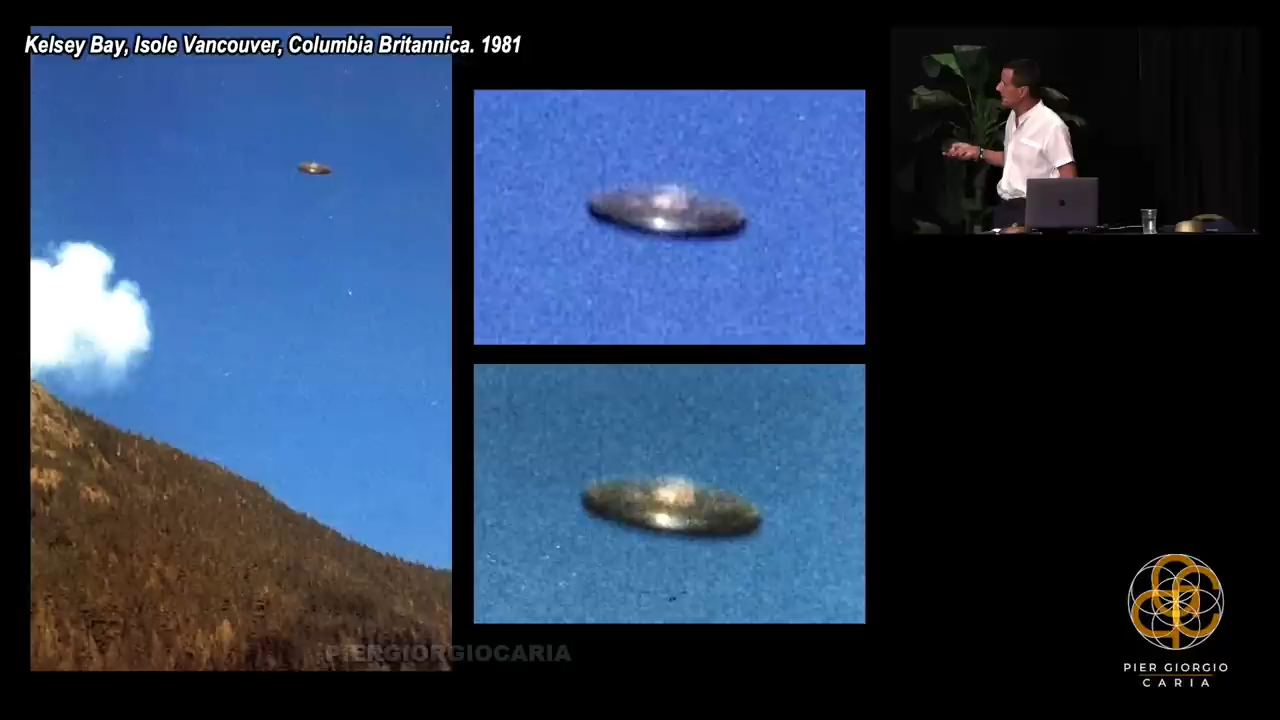 Kelsey Bay, Isole Vancouver, Columbia Britannica. 1981
PIERGIORGIOCARIA
PIER GIORGIO
CARIA